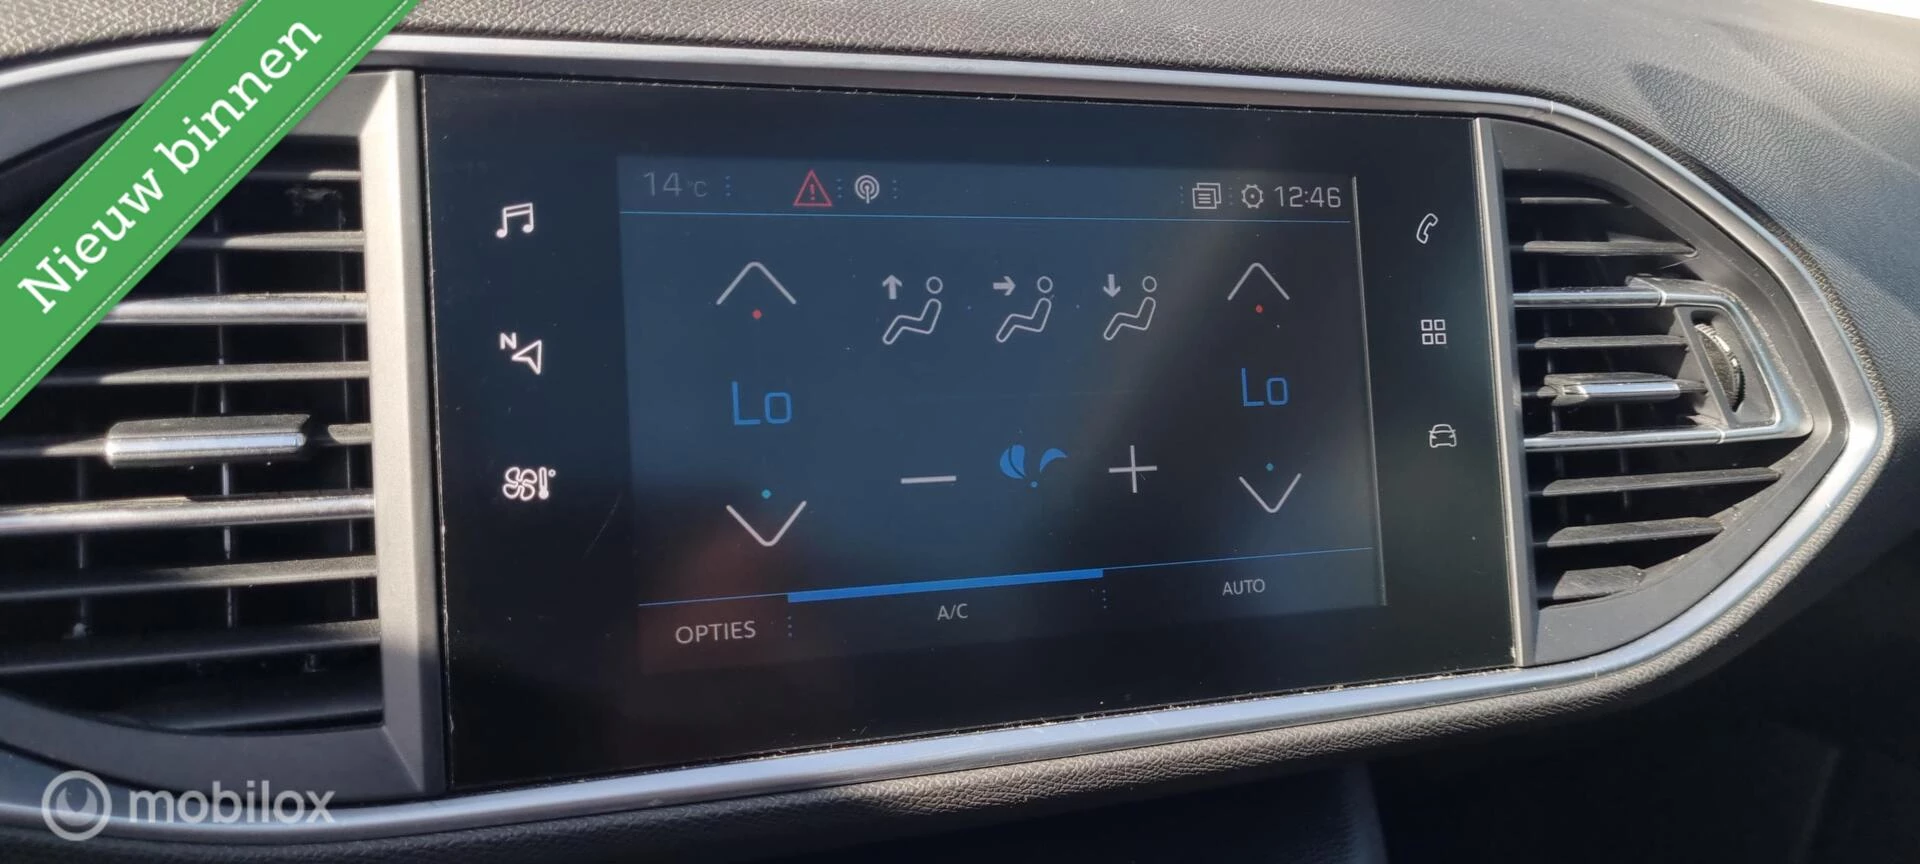 Nieuw binnen
14°C
12:46
N
Lo
Lo
OPTIES
A/C
AUTO
mobilox